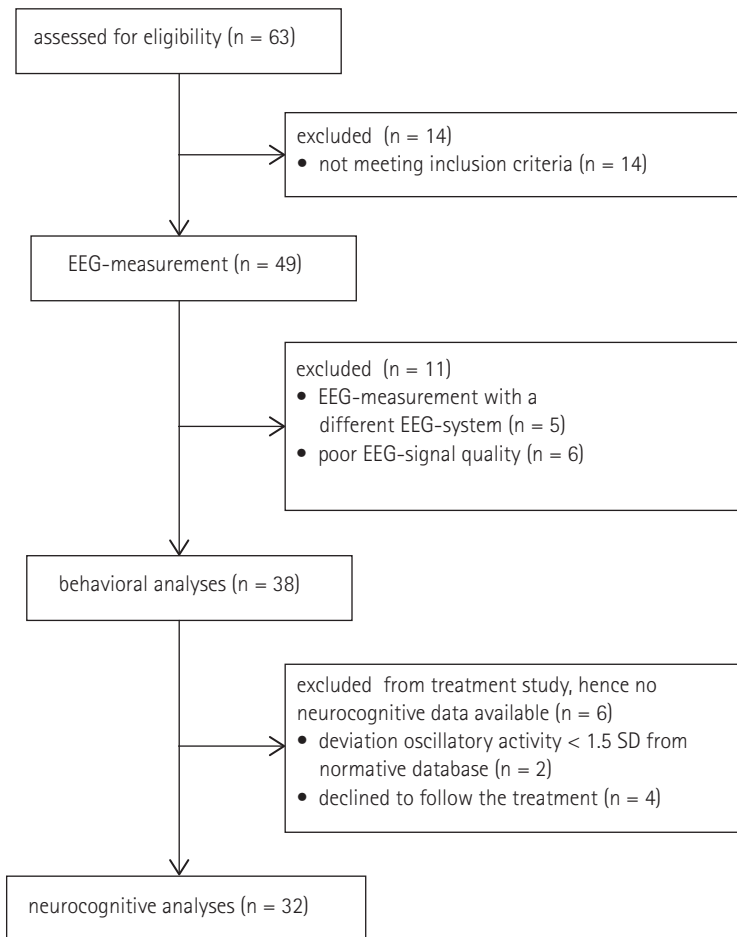 assessed for eligibility (n = 63)
excluded (n = 14)
• not meeting inclusion criteria (n = 14)
EEG-measurement (n = 49)
excluded (n = 11)
• EEG-measurement with a
different EEG-system (n = 5)
• poor EEG-signal quality (n = 6)
behavioral analyses (n = 38)
excluded from treatment study, hence no
neurocognitive data available (n = 6)
• deviation oscillatory activity < 1.5 SD from
normative database (n = 2)
• declined to follow the treatment (n = 4)
neurocognitive analyses (n = 32)